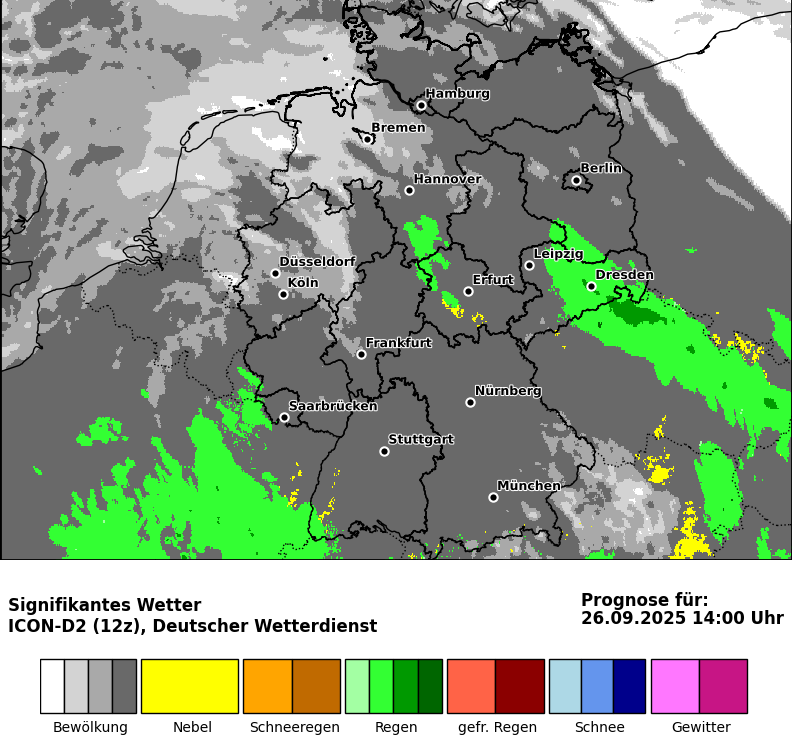 Hamburg
Bremen
Berlin
Hannover
Leipzig
Düsseldorf
Dresden
Köln
Erfurt
Frankfurt
Nürnberg
Saarbrücken
Stuttgart
München
Signifikantes Wetter
ICON-D2 (12z), Deutscher Wetterdienst
Prognose für:
26.09.2025 14:00 Uhr
Bewölkung Nebel Schneeregen Regen gefr. Regen Schnee Gewitter